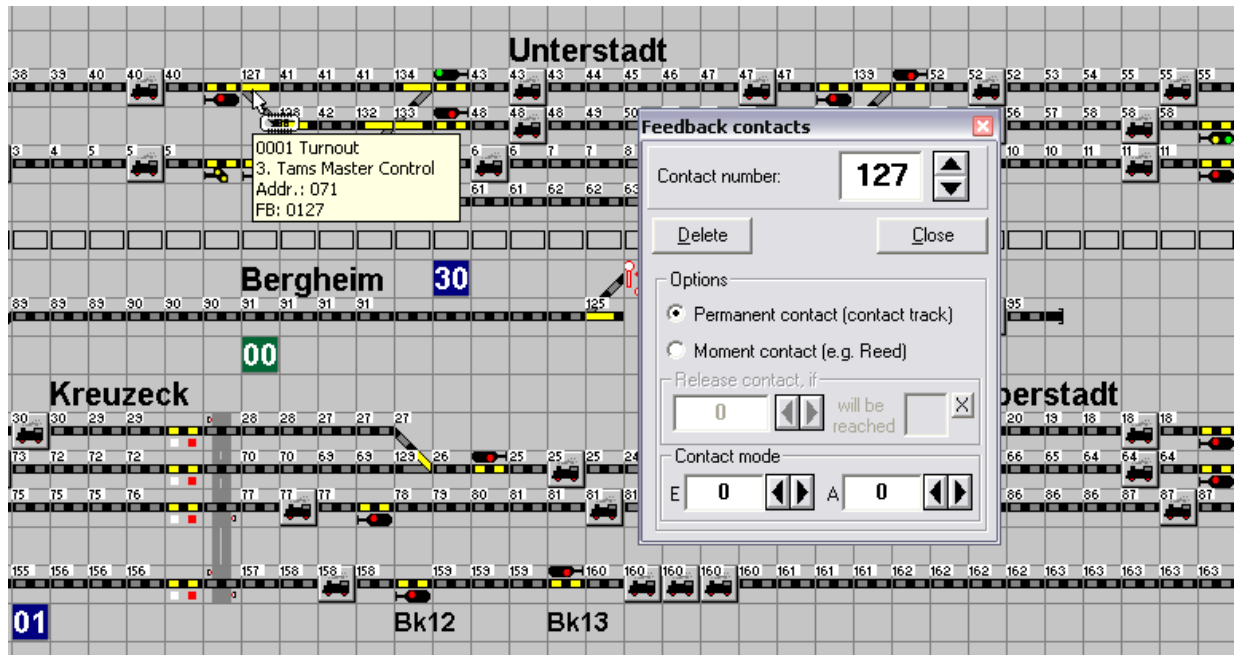 Unterstadt
38 39 40 40 40 127 41 41 41 134 43 43 43 44 45 46 47 47 47 139 52 52 52 53 54 55 55 55
42 132 133 48 48 48 49 50 56 57 58 58 58
Feedback contacts
0001 Turnout
3. Tams Master Control
Addr.: 071
FB: 0127
3 4 5 5 5 6 6 7 8 10 10 11 11 11
61 61 62 62 63
Contact number: 127
Delete Close
Bergheim 30
Options
89 89 89 90 90 90 91 91 91 91 125 95
Permanent contact (contact track)
00
Moment contact (e.g. Reed)
Kreuzeck
Release contact, if
0 will be reached X
berstadt
30 30 29 29 28 28 27 27 27 20 19 18 18 18
73 72 72 72 70 70 69 69 129 26 25 25 25 24 66 65 64 64 64
Contact mode
E 0 A 0
75 75 75 76 77 77 77 78 79 80 81 81 81 81 86 86 86 87 87 87
155 156 156 156 157 158 158 158 159 159 159 160 160 160 160 160 161 161 161 162 162 162 163 163 163 163
01 Bk12 Bk13